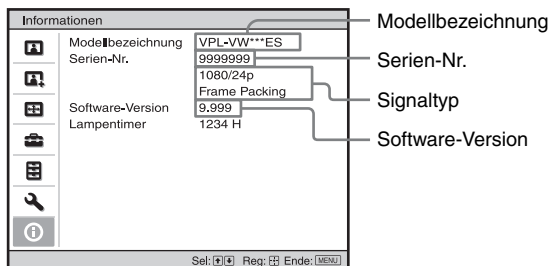 Informationen
Modellbezeichnung VPL-VW***ES
Serien-Nr. 9999999
1080/24p
Frame Packing
Software-Version 9.999
Lampentimer 1234 H
Sel: Reg: Ende: MENU
Modellbezeichnung
Serien-Nr.
Signaltyp
Software-Version